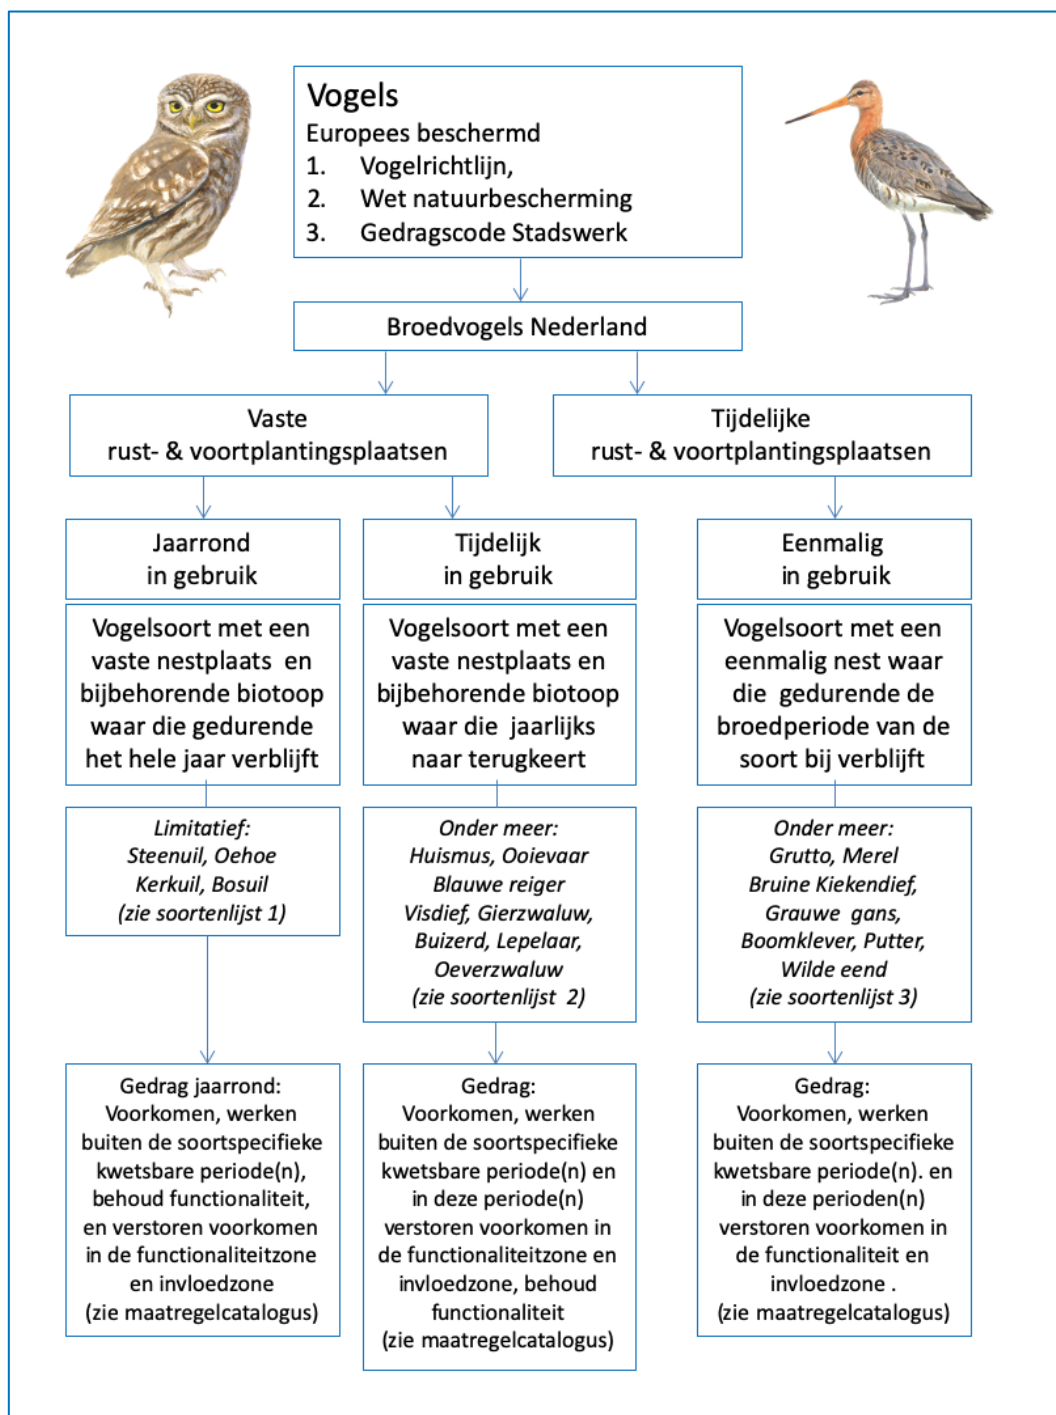 Vogels
Europees beschermd
1. Vogelrichtlijn,
2. Wet natuurbescherming
3. Gedragscode Stadswerk
Broedvogels Nederland
Vaste
rust- & voortplantingsplaatsen
Tijdelijke
rust- & voortplantingsplaatsen
Jaarrond
in gebruik
Tijdelijk
in gebruik
Eenmalig
in gebruik
Vogelsoort met een
vaste nestplaats en
bijbehorende biotoop
waar die gedurende
het hele jaar verblijft
Vogelsoort met een
vaste nestplaats en
bijbehorende biotoop
waar die jaarlijks
naar terugkeert
Vogelsoort met een
eenmalig nest waar
die gedurende de
broedperiode van de
soort bij verblijft
Limitatief:
Steenuil, Oehoe
Kerkuil, Bosuil
(zie soortenlijst 1)
Onder meer:
Huismus, Ooievaar
Blauwe reiger
Visdief, Gierzwaluw,
Buizerd, Lepelaar,
Oeverzwaluw
(zie soortenlijst 2)
Onder meer:
Grutto, Merel
Bruine Kiekendief,
Grauwe gans,
Boomklever, Putter,
Wilde eend
(zie soortenlijst 3)
Gedrag jaarrond:
Voorkomen, werken
buiten de soortspecifieke
kwetsbare periode(n),
behoud functionaliteit,
en verstoren voorkomen
in de functionaliteitzone
en invloedzone
(zie maatregelcatalogus)
Gedrag:
Voorkomen, werken
buiten de soortspecifieke
kwetsbare periode(n) en
in deze periode(n)
verstoren voorkomen in
de functionaliteitzone en
invloedzone, behoud
functionaliteit
(zie maatregelcatalogus)
Gedrag:
Voorkomen, werken
buiten de soortspecifieke
kwetsbare periode(n). en
in deze perioden(n)
verstoren voorkomen in
de functionaliteit en
invloedzone .
(zie maatregelcatalogus)